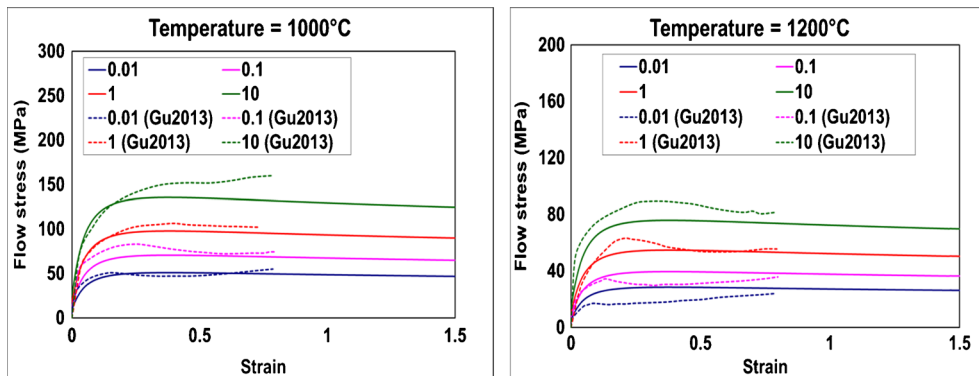 Temperature = 1000°C
300
250
200
150
100
50
0
Flow stress (MPa)
0.01 0.1
1 10
0.01 (Gu2013) 0.1 (Gu2013)
1 (Gu2013) 10 (Gu2013)
0 0.5 1 1.5
Strain
Temperature = 1200°C
200
160
120
80
40
0
Flow stress (MPa)
0.01 0.1
1 10
0.01 (Gu2013) 0.1 (Gu2013)
1 (Gu2013) 10 (Gu2013)
0 0.5 1 1.5
Strain